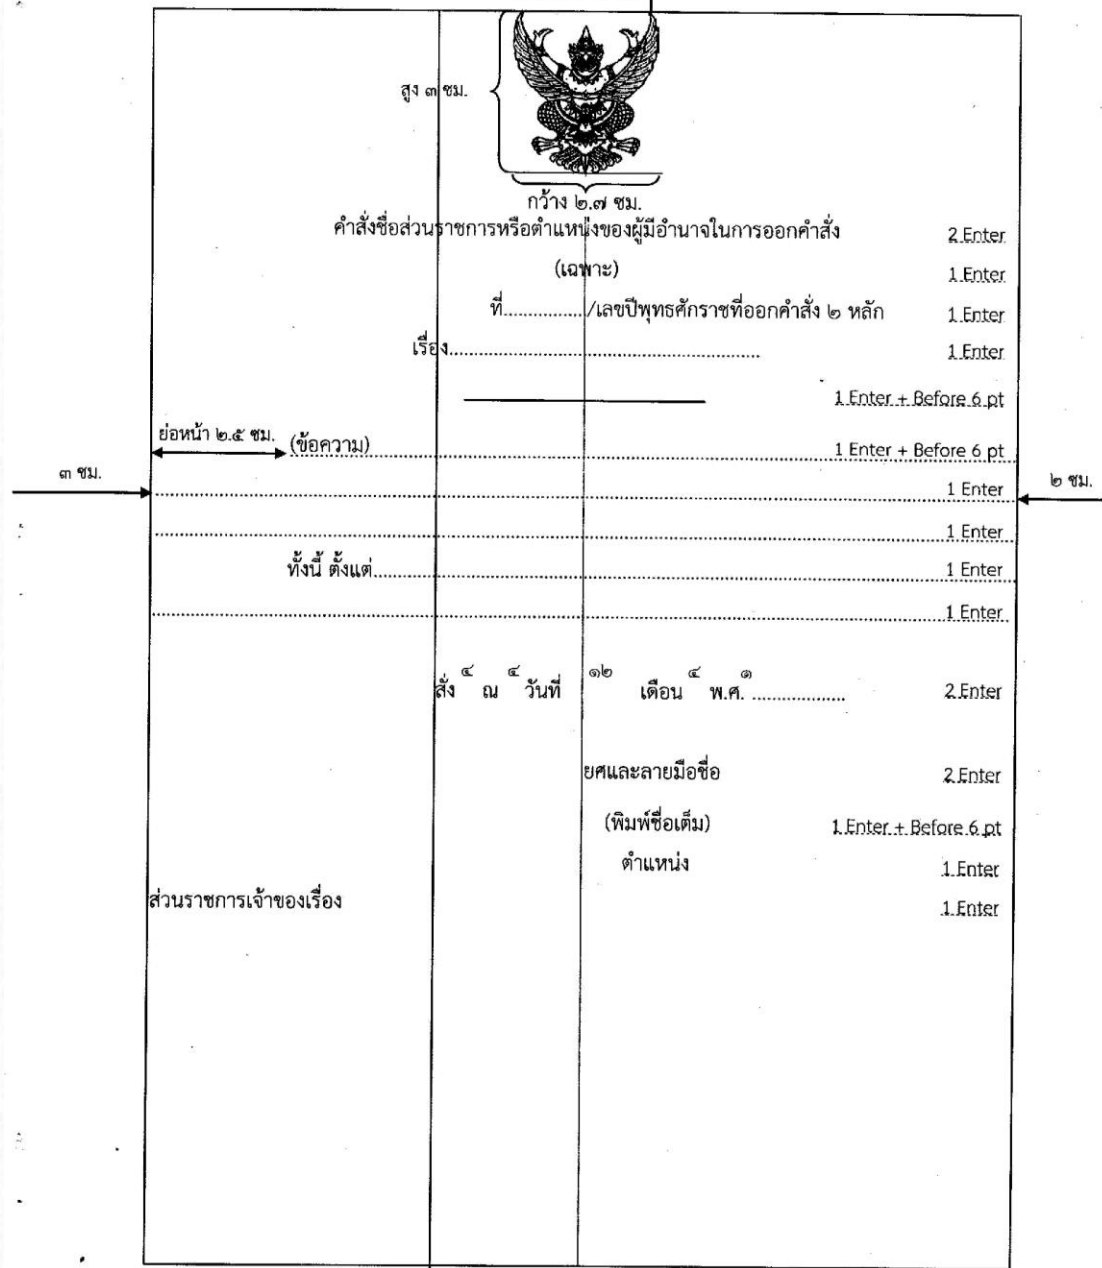 สูง ๓ ซม.
กว้าง ๒.๗ ซม.
คำสั่งชื่อส่วนราชการหรือตำแหน่งของผู้มีอำนาจในการออกคำสั่ง 2 Enter
(เฉพาะ) 1 Enter
ที่................/เลขปีพุทธศักราชที่ออกคำสั่ง ๒ หลัก 1 Enter
เรื่อง............................................................... 1 Enter
1 Enter + Before 6 pt
ย่อหน้า ๒.๕ ซม. (ข้อความ) 1 Enter + Before 6 pt
๓ ซม. 1 Enter ๒ ซม.
1 Enter
ทั้งนี้ ตั้งแต่ 1 Enter
1 Enter
สั่ง ๔ ณ ๔ วันที่ ๑๒ เดือน ๔ พ.ศ. ๑ ................... 2 Enter
ยศและลายมือชื่อ 2 Enter
(พิมพ์ชื่อเต็ม) 1 Enter + Before 6 pt
ตำแหน่ง 1 Enter
ส่วนราชการเจ้าของเรื่อง 1 Enter